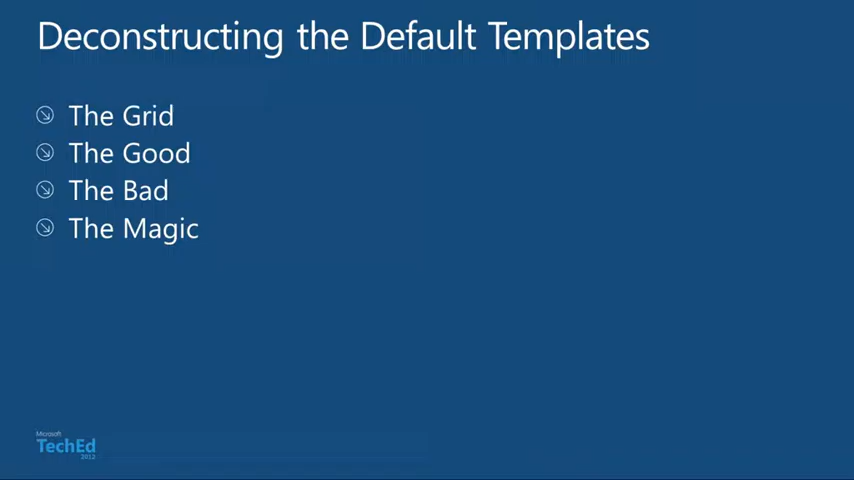 Deconstructing the Default Templates
The Grid
The Good
The Bad
The Magic
Microsoft
TechEd
2012